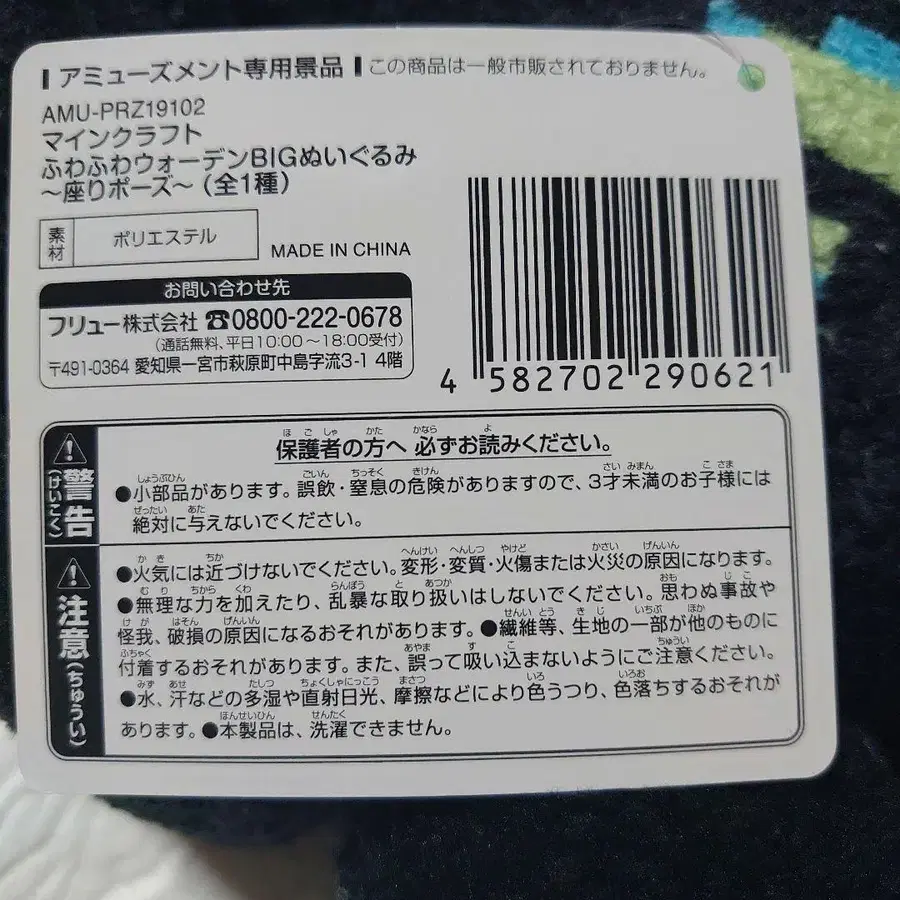 アミューズメント専用景品 この商品は一般市販されておりません。
AMU-PRZ19102
マインクラフト
ふわふわウォーデンBIGぬいぐるみ
~座りポーズ~(全1種)
素材 ポリエステル MADE IN CHINA
お問い合わせ先
フリュー株式会社 ☎0800-222-0678
(通話無料、平日10:00~18:00受付)
〒491-0364 愛知県一宮市萩原町中島字流3-1 4階
4 582702 290621
警告(けいこく)
保護者の方へ 必ずお読みください。
●小部品があります。誤飲・窒息の危険がありますので、3才未満のお子様には
絶対に与えないでください。
注意(ちゅうい)
●火気には近づけないでください。変形・変質・火傷または火災の原因になります。
●無理な力を加えたり、乱暴な取り扱いはしないでください。思わぬ事故や
怪我、破損の原因になるおそれがあります。●繊維等、生地の一部が他のものに
付着するおそれがあります。また、誤って吸い込まないようにご注意ください。
●水、汗などの多湿や直射日光、摩擦などにより色うつり、色落ちするおそれが
あります。●本製品は、洗濯できません。